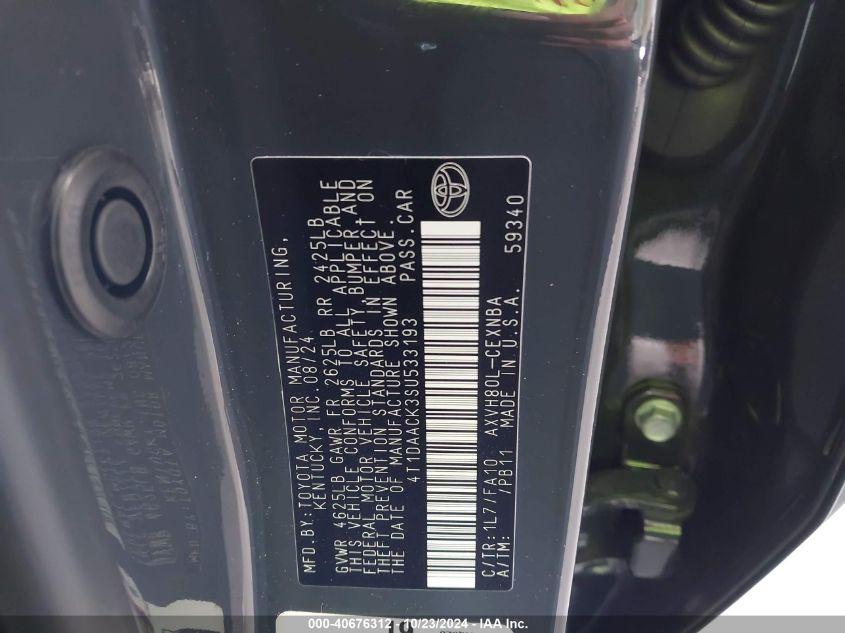 MFD. BY: TOYOTA MOTOR MANUFACTURING,
KENTUCKY, INC. 08/24
GVWR 4625LB GAWR FR 2625LB RR 2425LB
THIS VEHICLE CONFORMS TO ALL APPLICABLE
FEDERAL MOTOR VEHICLE SAFETY, BUMPER AND
THEFT PREVENTION STANDARDS IN EFFECT ON
THE DATE OF MANUFACTURE SHOWN ABOVE.
4T1DAACK3SU533193 PASS.CAR
C/TR:1L7/FA10 AXVH80L-CEXNBA
A/TM: /PB11 MADE IN U.S.A. 59340
000-40676312 - 10/23/2024 - IAAI Inc.